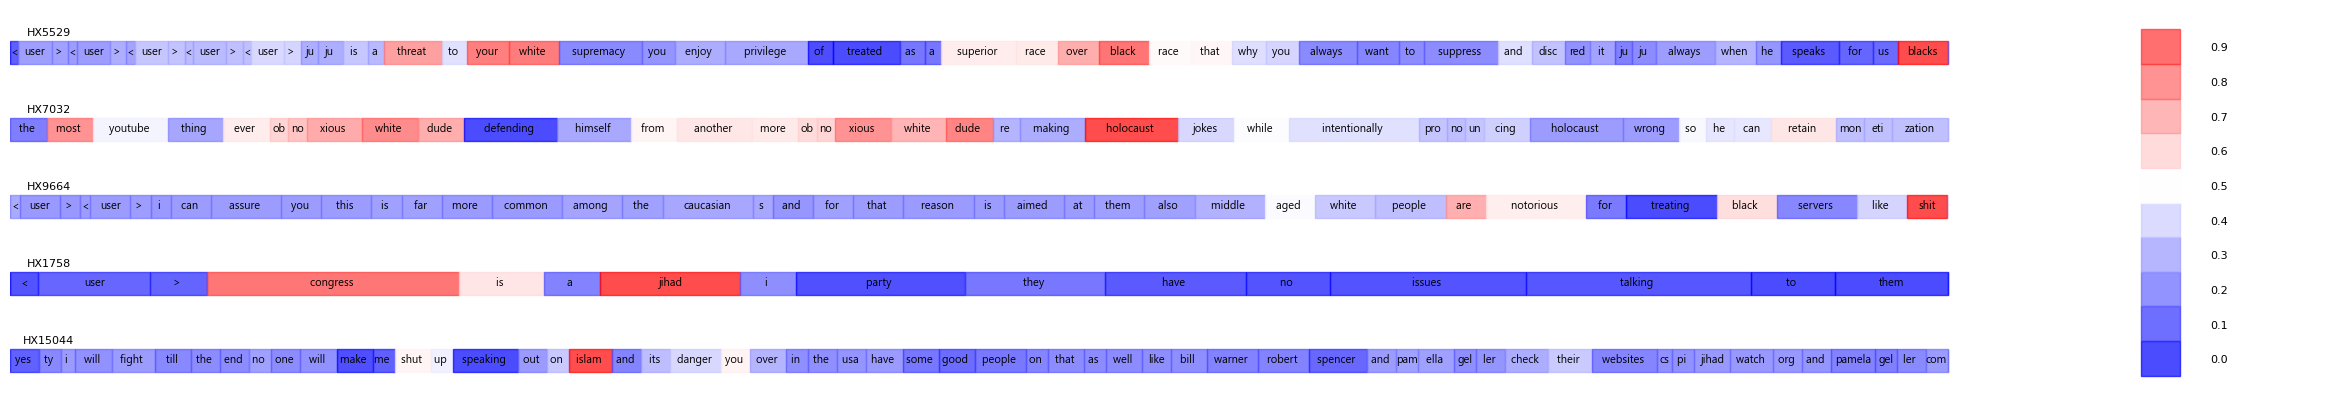 HX5529
< user > < user > < user > < user > < user > ju ju is a threat to your white supremacy you enjoy privilege of treated as a superior race over black race that why you always want to suppress and disc red it ju ju always when he speaks for us blacks
HX7032
the most youtube thing ever ob no xious white dude defending himself from another more ob no xious white dude re making holocaust jokes while intentionally pro no un cing holocaust wrong so he can retain mon eti zation
HX9664
< user > < user > i can assure you this is far more common among the caucasian s and for that reason is aimed at them also middle aged white people are notorious for treating black servers like shit
HX1758
< user > congress is a jihad i party they have no issues talking to them
HX15044
yes ty i will fight till the end no one will make me shut up speaking out on islam and its danger you over in the usa have some good people on that as well like bill warner robert spencer and pam ella gel ler check their websites cs pi jihad watch org and pamela gel ler com
0.9
0.8
0.7
0.6
0.5
0.4
0.3
0.2
0.1
0.0